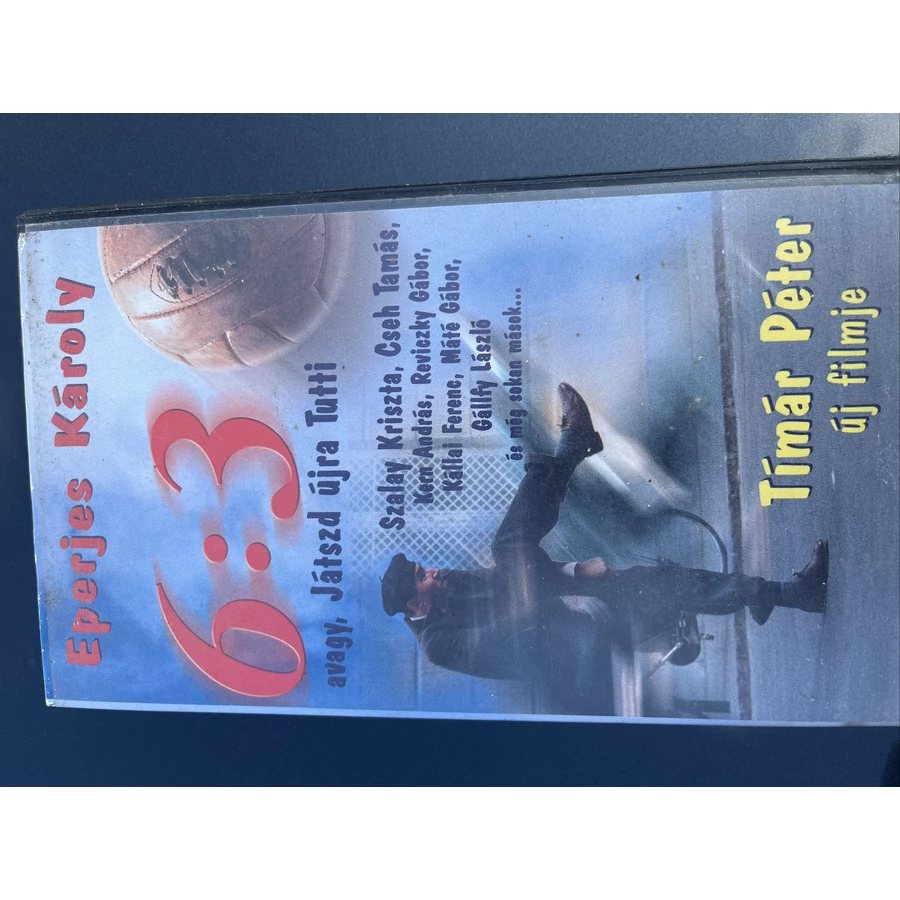 Eperjes Károly
6:3
avagy, Játszd újra Tutti
Szalay Kriszta, Cseh Tamás,
Kern András, Reviczky Gábor,
Kállai Ferenc, Máté Gábor,
Gálffy László
és még sokan mások...
Tímár Péter
új filmje